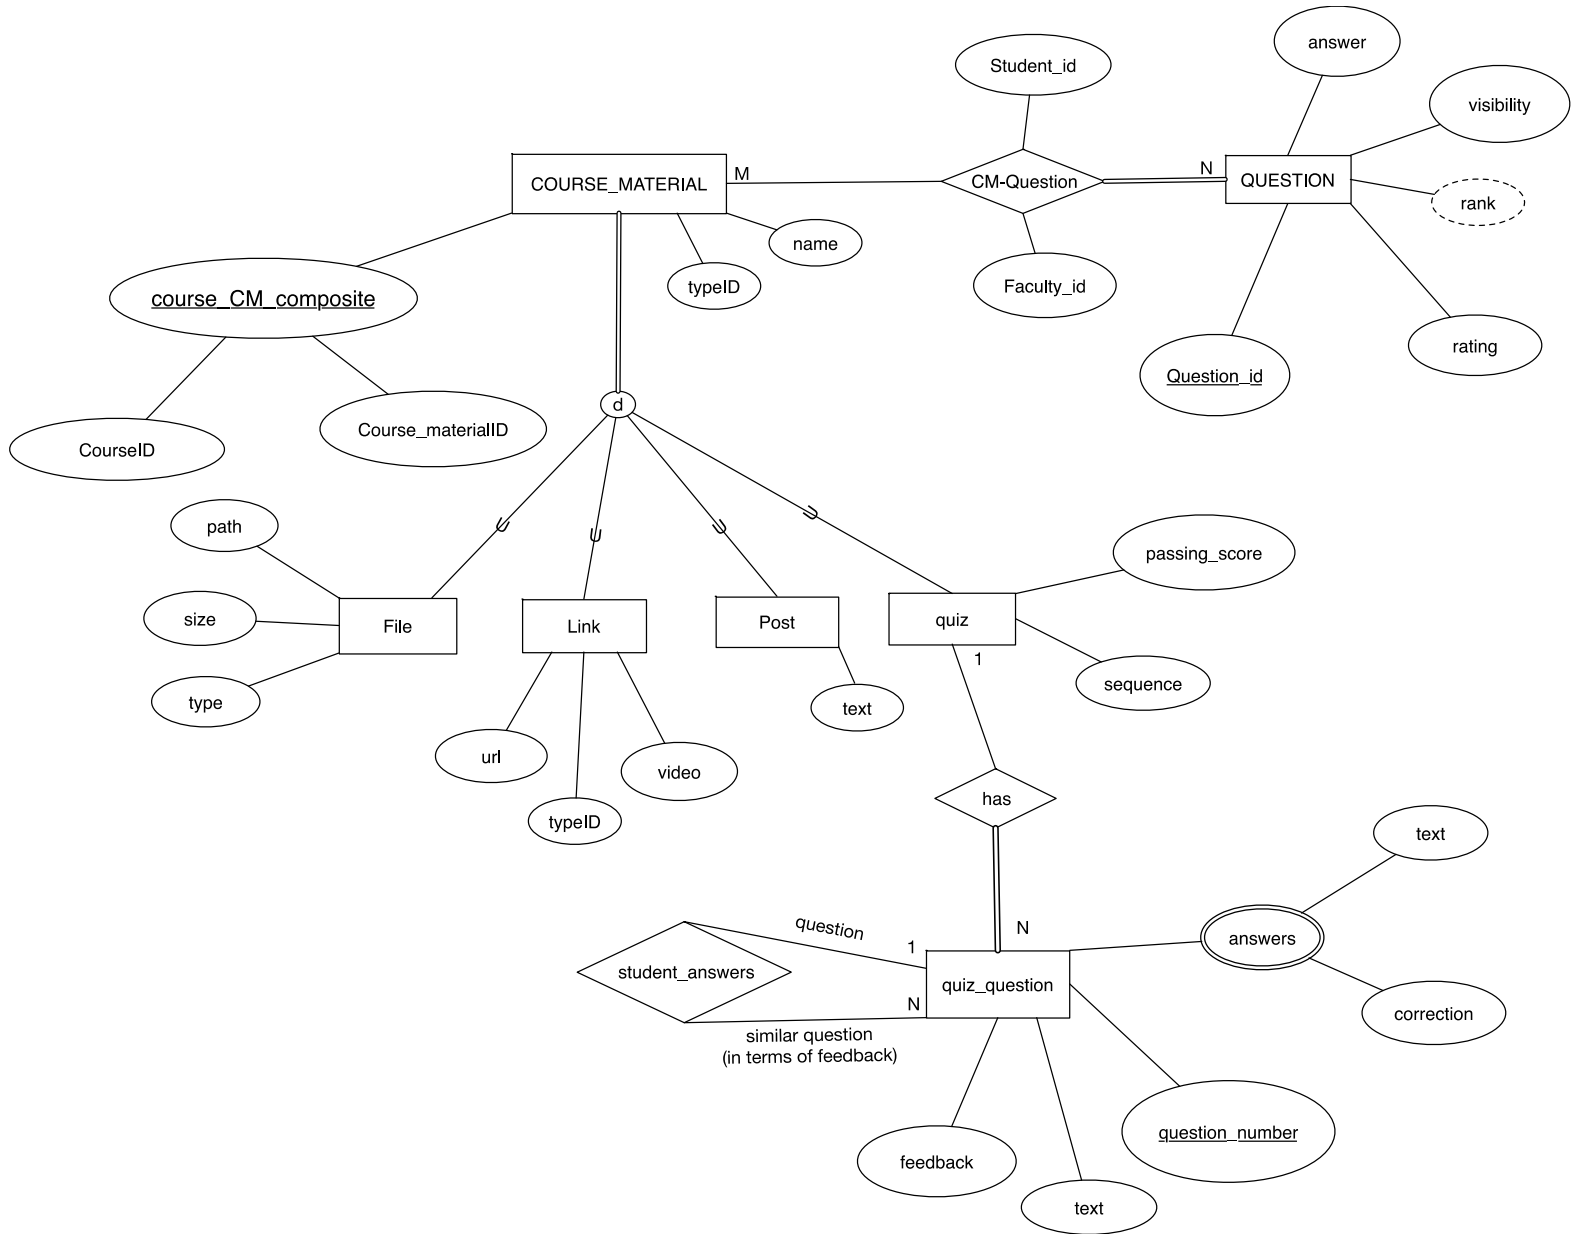 answer
Student_id
visibility
COURSE_MATERIAL
M
CM-Question
N
QUESTION
rank
name
typeID
Faculty_id
course_CM_composite
rating
Question_id
d
Course_materialID
CourseID
path
U
U
U
U
passing_score
size
File
Link
Post
quiz
1
sequence
type
text
url
video
has
typeID
text
question
N
answers
1
student_answers
quiz_question
N
correction
similar question
(in terms of feedback)
question_number
feedback
text